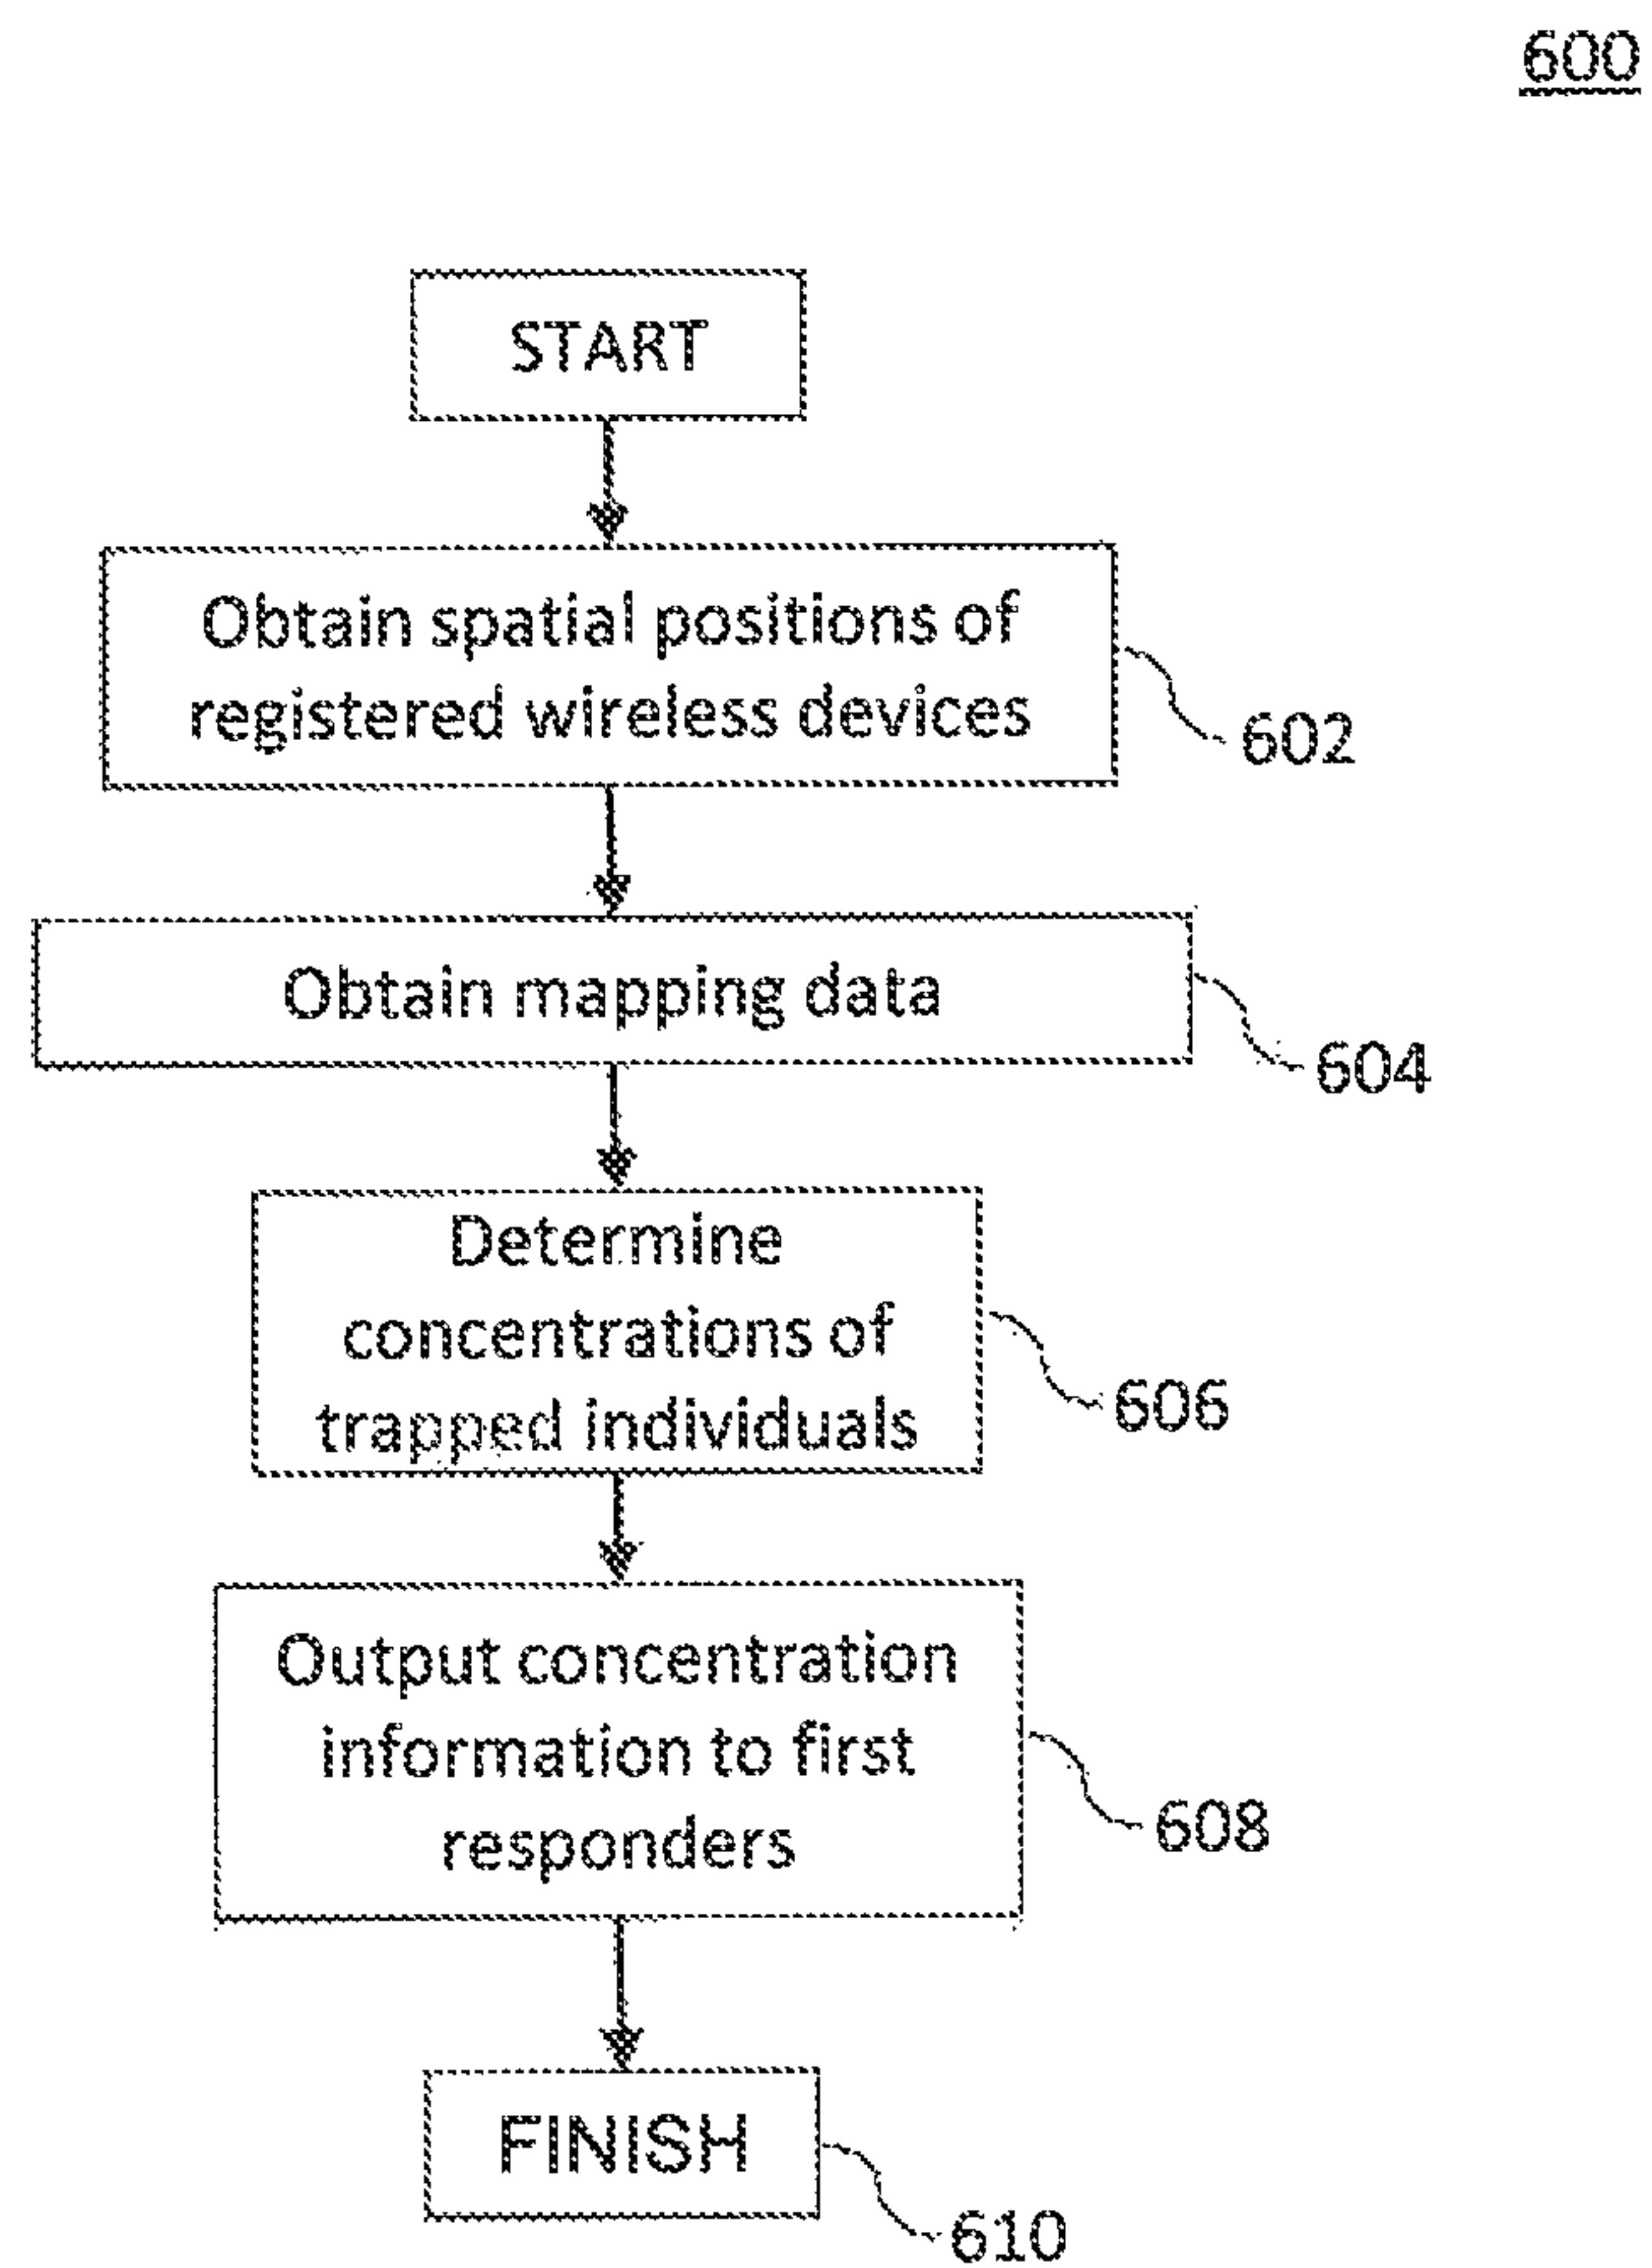 600
START
Obtain spatial positions of
registered wireless devices
602
Obtain mapping data
604
Determine
concentrations of
trapped individuals
606
Output concentration
information to first
responders
608
FINISH
610